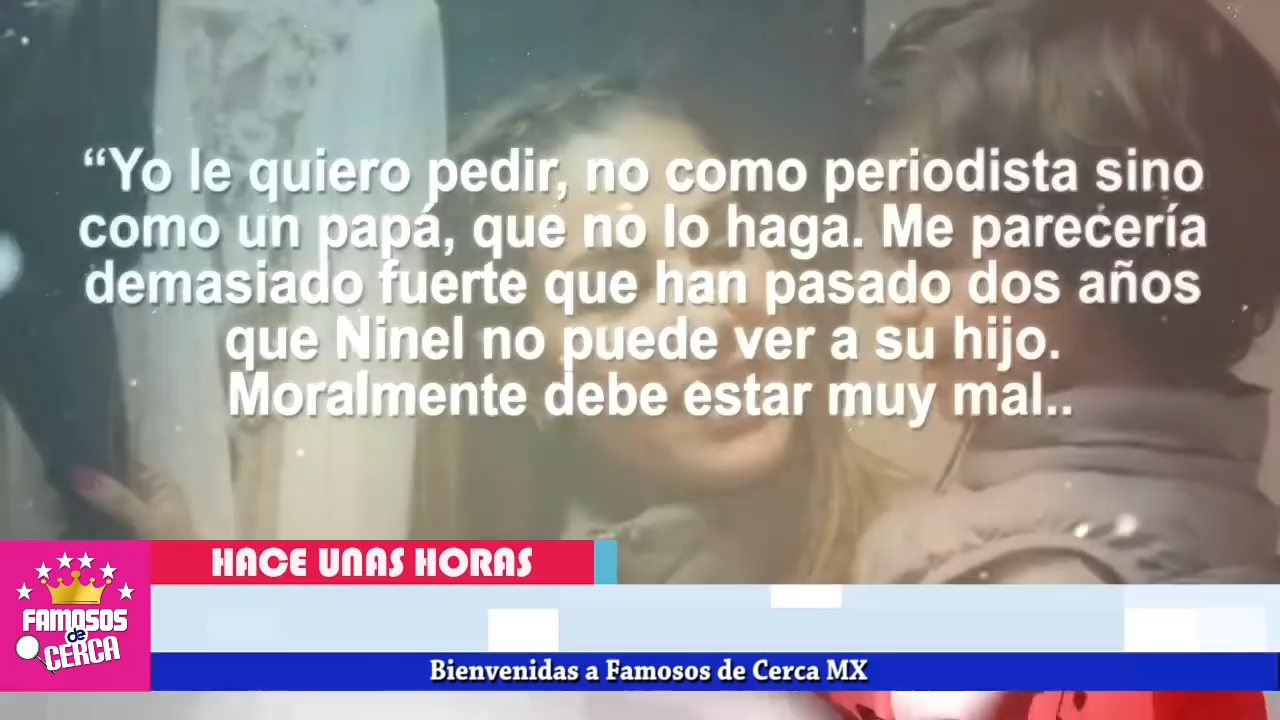 “Yo le quiero pedir, no como periodista sino
como un papá, que no lo haga. Me parecería
demasiado fuerte que han pasado dos años
que Ninel no puede ver a su hijo.
Moralmente debe estar muy mal..
HACE UNAS HORAS
FAMOSOS
de
CERCA
Bienvenidas a Famosos de Cerca MX